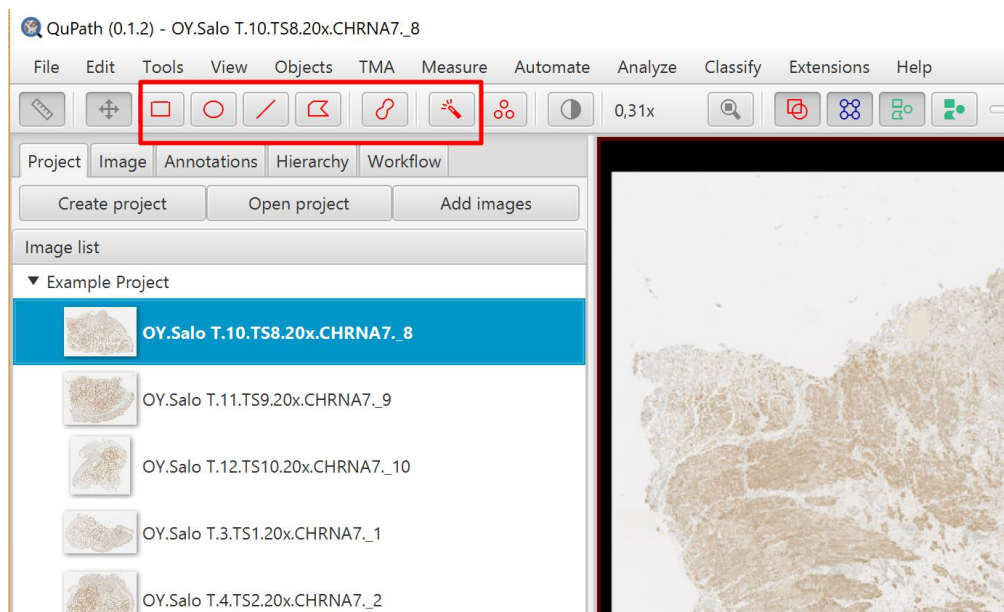 QuPath (0.1.2) - OY.Salo T.10.TS8.20x.CHRNA7._8
File Edit Tools View Objects TMA Measure Automate Analyze Classify Extensions Help
0,31x
Project Image Annotations Hierarchy Workflow
Create project Open project Add images
Image list
Example Project
OY.Salo T.10.TS8.20x.CHRNA7._8
OY.Salo T.11.TS9.20x.CHRNA7._9
OY.Salo T.12.TS10.20x.CHRNA7._10
OY.Salo T.3.TS1.20x.CHRNA7._1
OY.Salo T.4.TS2.20x.CHRNA7._2